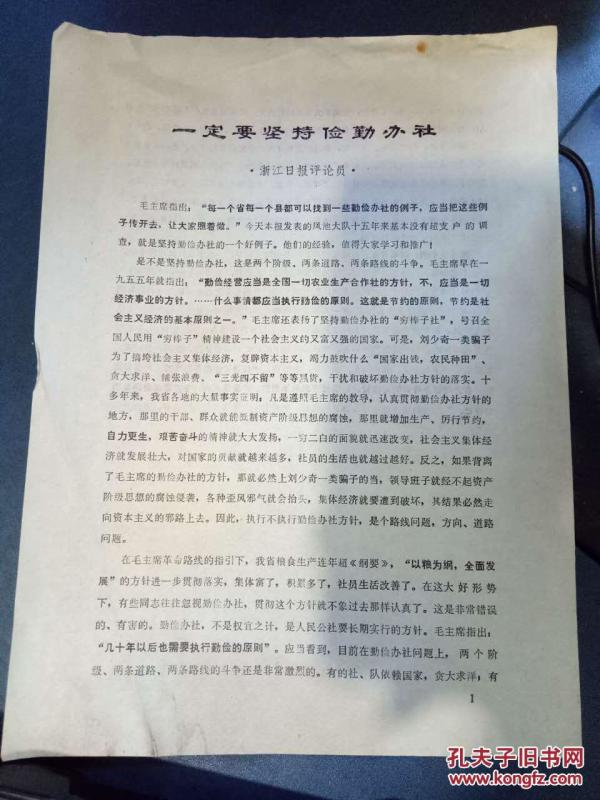 一定要坚持俭勤办社
·浙江日报评论员·
毛主席指出：“每一个省每一个县都可以找到一些勤俭办社的例子，应当把这些例
子传开去，让大家照着做。”今天本报发表的凤池大队十五年来基本没有超支户的调
查，就是坚持勤俭办社的一个好例子。他们的经验，值得大家学习和推广！
是不是坚持勤俭办社，这是两个阶级、两条道路、两条路线的斗争。毛主席早在一
九五五年就指出：“勤俭经营应当是全国一切农业生产合作社的方针，不，应当是一切
经济事业的方针。……什么事情都应当执行勤俭的原则。这就是节约的原则，节约是社
会主义经济的基本原则之一。”毛主席还表扬了坚持勤俭办社的“穷棒子社”，号召全
国人民用“穷棒子”精神建设一个社会主义的又富又强的国家。可是，刘少奇一类骗子
为了搞垮社会主义集体经济，复辟资本主义，竭力鼓吹什么“国家出钱，农民种田”、
贪大求洋、铺张浪费、“三光四不留”等等黑货，干扰和破坏勤俭办社方针的落实。十
多年来，我省各地的大量事实证明：凡是遵照毛主席的教导，认真贯彻勤俭办社方针的
地方，那里的干部、群众就能抵制资产阶级思想的腐蚀，那里就增加生产、厉行节约，
自力更生，艰苦奋斗的精神就大大发扬，一穷二白的面貌就迅速改变，社会主义集体经
济就发展壮大，对国家的贡献就越来越多，社员的生活也就越过越好。反之，如果背离
了毛主席的勤俭办社的方针，那就必然上刘少奇一类骗子的当，领导班子就经不起资产
阶级思想的腐蚀侵袭，各种歪风邪气就会抬头，集体经济就要遭到破坏，其结果必然走
向资本主义的邪路上去。因此，执行不执行勤俭办社方针，是个路线问题，方向、道路
问题。
在毛主席革命路线的指引下，我省粮食生产连年超《纲要》，“以粮为纲，全面发
展”的方针进一步贯彻落实，集体富了，积累多了，社员生活改善了。在这大好形势
下，有些同志往往忽视勤俭办社，贯彻这个方针就不象过去那样认真了。这是非常错误
的、有害的。勤俭办社，不是权宜之计，是人民公社要长期实行的方针。毛主席指出：
“几十年以后也需要执行勤俭的原则”。应当看到，目前在勤俭办社问题上，两个阶
级、两条道路、两条路线的斗争还是非常激烈的。有的社、队依赖国家，贪大求洋，有
1
孔夫子旧书网
www.kongfz.com